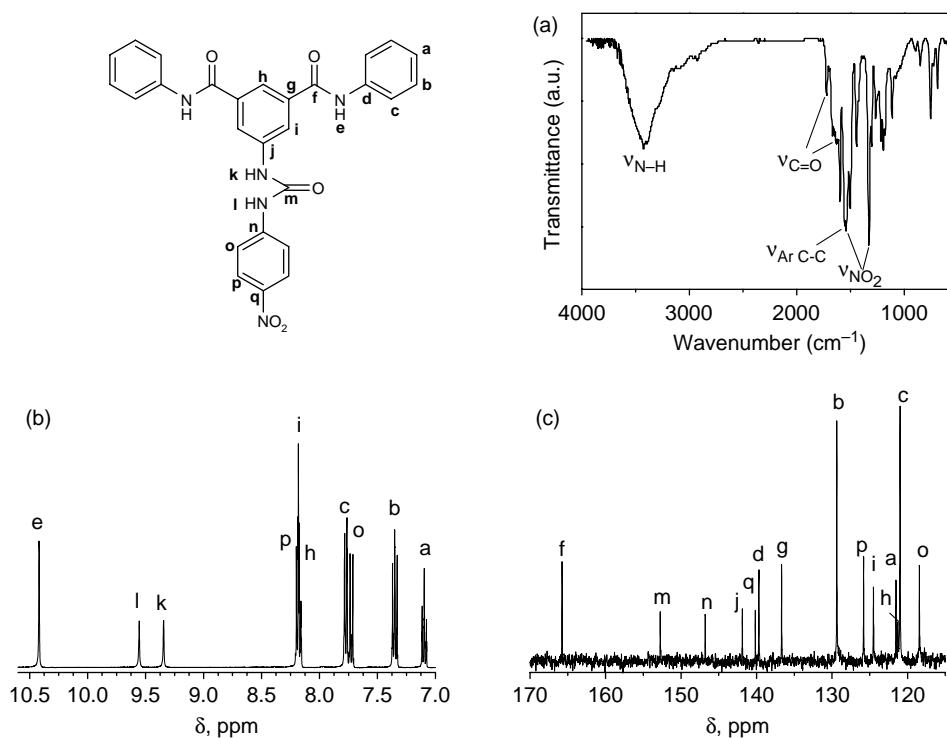 O
N
H
h
g
O
f
N
H
e
d
a
b
c
i
j
k
HN
m
O
l
HN
n
o
p
q
NO2
(a)
Transmittance (a.u.)
νN–H
νC=O
νAr C-C
νNO2
4000 3000 2000 1000
Wavenumber (cm−1)
(b)
e
l
k
p
i
h
c
o
b
a
10.5 10.0 9.5 9.0 8.5 8.0 7.5 7.0
δ, ppm
(c)
f
m
n
j
q
d
g
b
p
i
a
h
c
o
170 160 150 140 130 120
δ, ppm